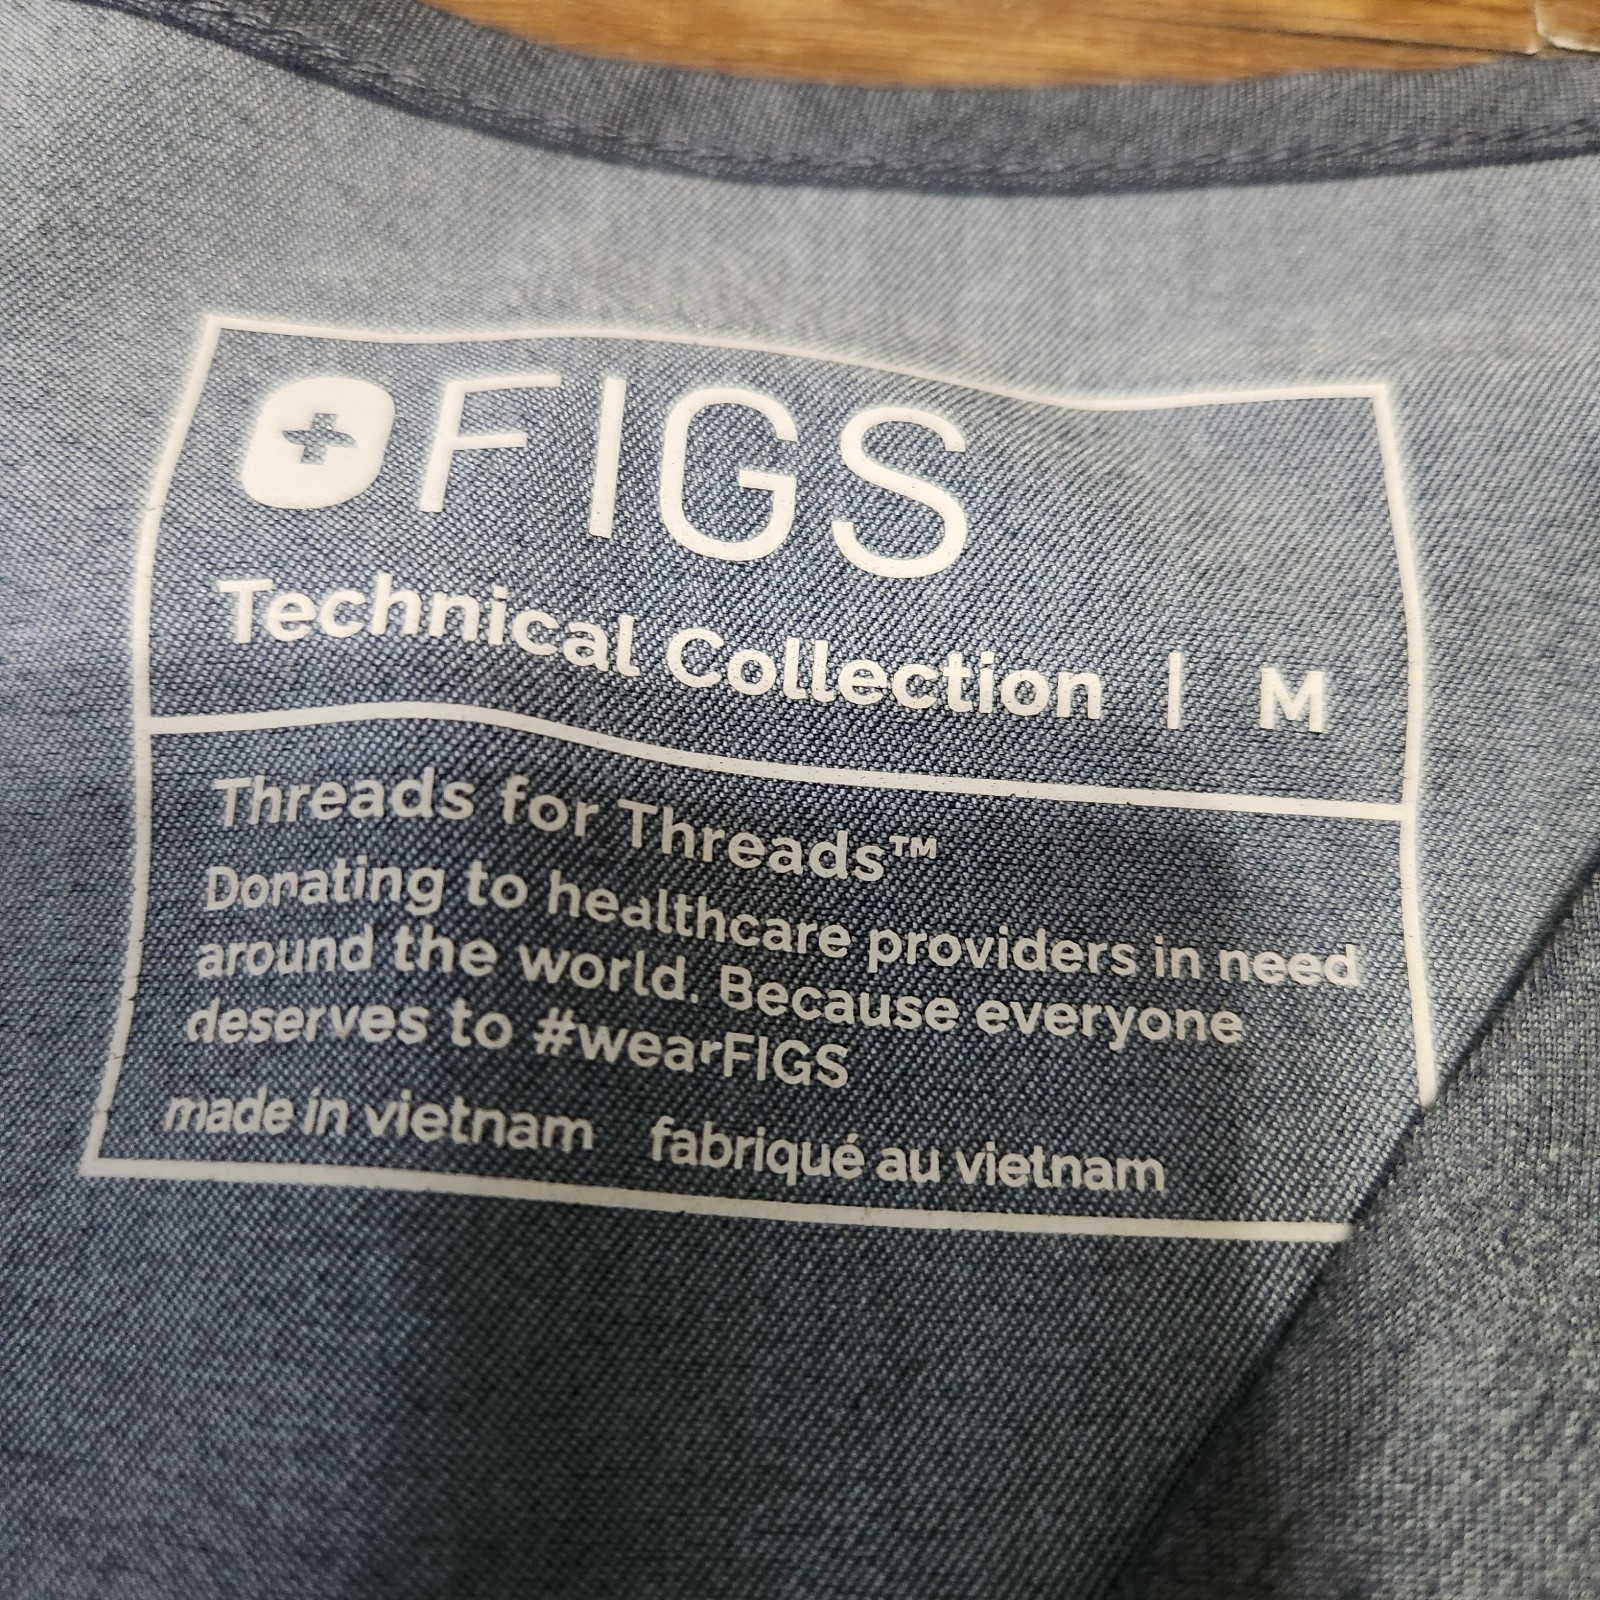 FIGS
Technical Collection | M
Threads for Threads™
Donating to healthcare providers in need
around the world. Because everyone
deserves to #wearFIGS
made in vietnam fabriqué au vietnam